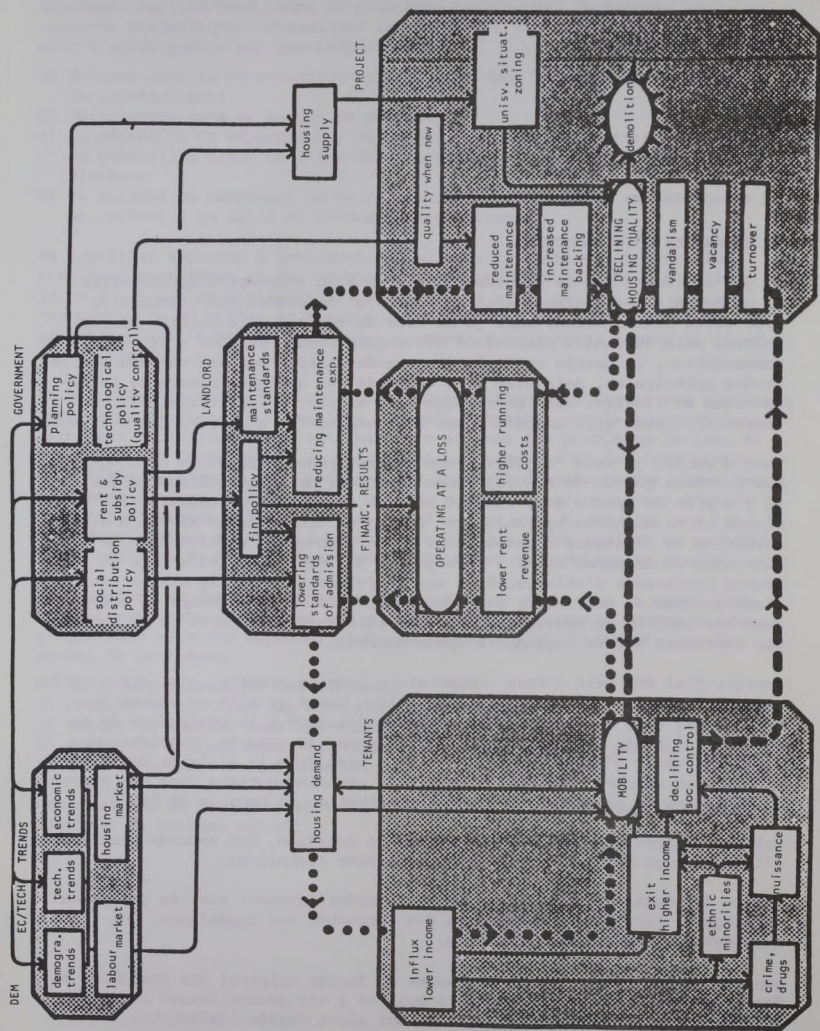 DEM EC/TECH TRENDS
demogra.
trends
tech.
trends
economic
trends
labour
market
housing
market
GOVERNMENT
social
distribution
policy
rent &
subsidy
policy
planning
policy
technological
policy
(quality control)
LANDLORD
fin.policy
maintenance
standards
lowering
standards
of admission
reducing maintenance
exp.
FINANC. RESULTS
OPERATING AT A LOSS
lower rent
revenue
higher running
costs
housing
supply
PROJECT
quality when new
unisv. situat.
zoning
reduced
maintenance
increased
maintenance
backing
DECLINING
HOUSING QUALITY
demolition
vandalism
vacancy
turnover
housing demand
TENANTS
Influx
lower income
MOBILITY
exit
higher income
declining
soc. control
ethnic
minorities
nuissance
crime,
drugs